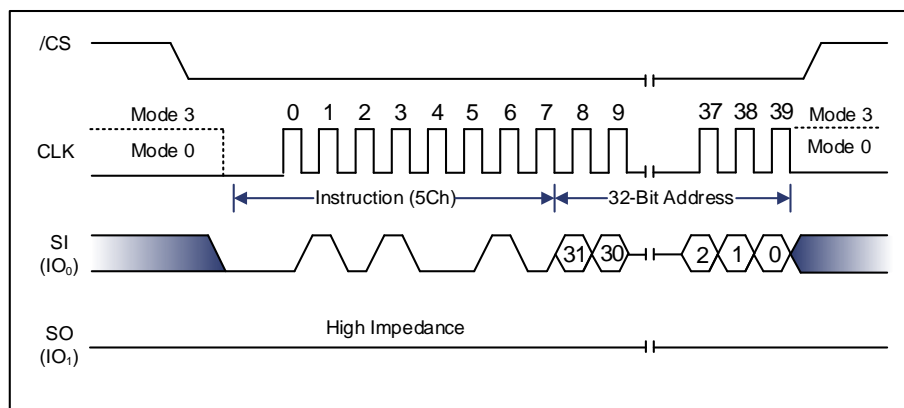 /CS
Mode 3
0 1 2 3 4 5 6 7 8 9 37 38 39
Mode 3
CLK
Mode 0
Mode 0
Instruction (5Ch)
32-Bit Address
SI
(IO₀)
31 30 2 1 0
SO
(IO₁)
High Impedance